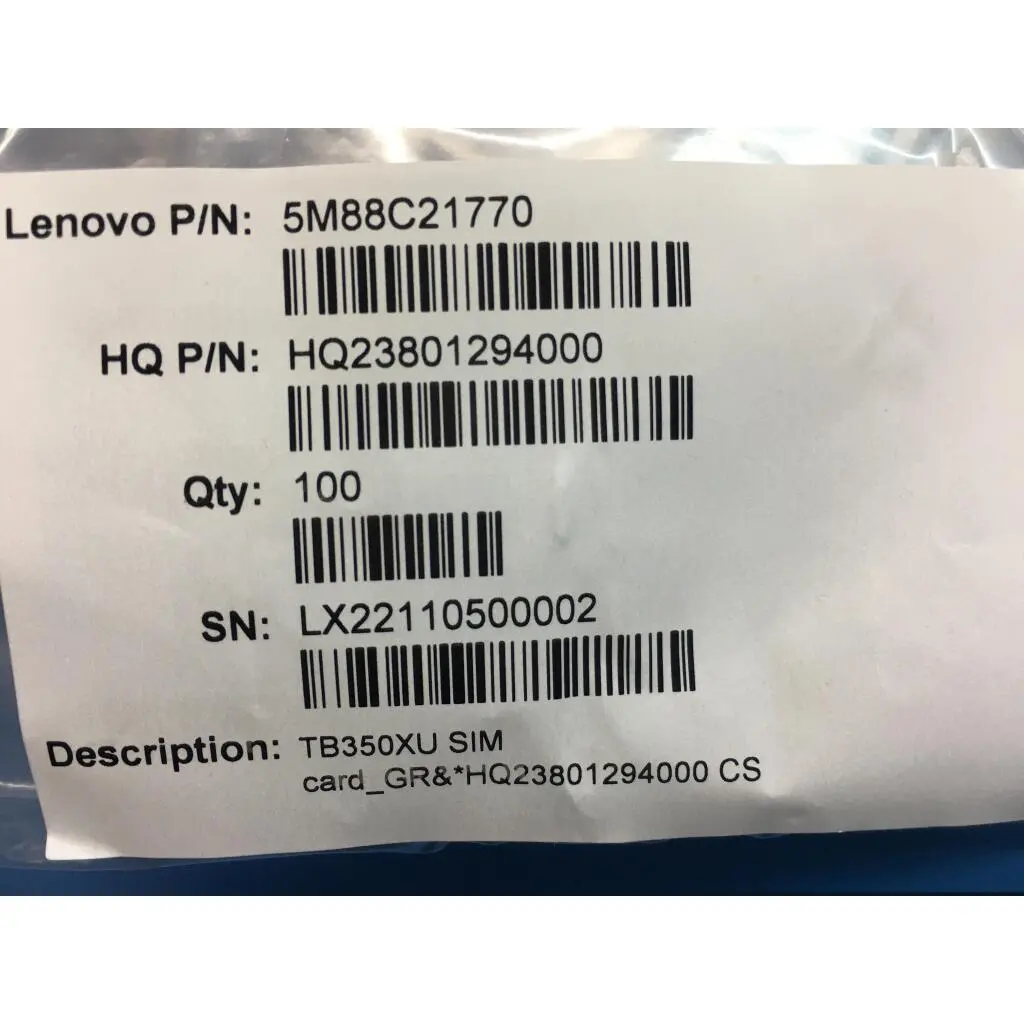 Lenovo P/N: 5M88C21770
HQ P/N: HQ23801294000
Qty: 100
SN: LX22110500002
Description: TB350XU SIM
card_GR&*HQ23801294000 CS